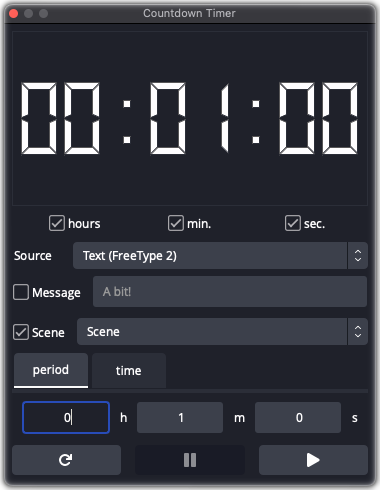 Countdown Timer
00:01:00
hours min. sec.
Source Text (FreeType 2)
Message A bit!
Scene Scene
period time
0 h 1 m 0 s